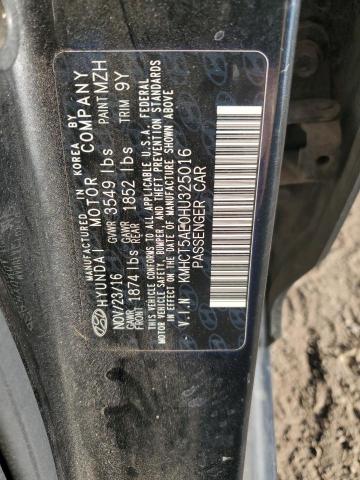 MANUFACTURED IN KOREA BY
HYUNDAI MOTOR COMPANY
NOV/23/16 GVWR 3549 lbs PAINT MZH
GAWR FRONT 1874 lbs GAWR REAR 1852 lbs TRIM 9Y
THIS VEHICLE CONFORMS TO ALL APPLICABLE U.S.A. FEDERAL
MOTOR VEHICLE SAFETY, BUMPER, AND THEFT PREVENTION STANDARDS
IN EFFECT ON THE DATE OF MANUFACTURE SHOWN ABOVE.
V.I.N KMHCT5AE0HU325016
PASSENGER CAR